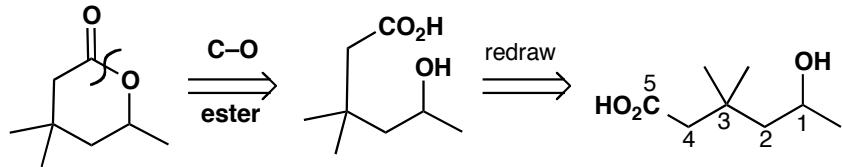 O
O
C–O
ester
CO₂H
OH
redraw
HO₂C
5
4
3
2
1
OH